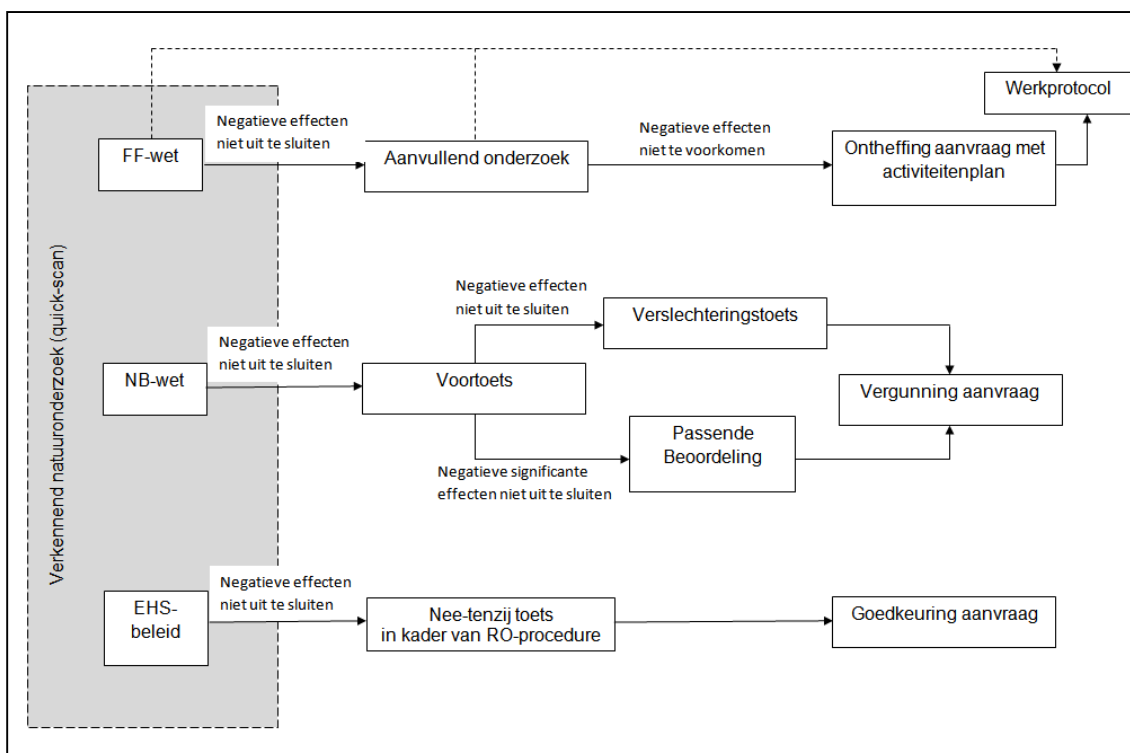 Verkennend natuuronderzoek (quick-scan)
FF-wet
Negatieve effecten
niet uit te sluiten
Aanvullend onderzoek
Negatieve effecten
niet te voorkomen
Ontheffing aanvraag met
activiteitenplan
Werkprotocol
NB-wet
Negatieve effecten
niet uit te sluiten
Voortoets
Negatieve effecten
niet uit te sluiten
Verslechteringstoets
Negatieve significante
effecten niet uit te sluiten
Passende
Beoordeling
Vergunning aanvraag
EHS-
beleid
Negatieve effecten
niet uit te sluiten
Nee-tenzij toets
in kader van RO-procedure
Goedkeuring aanvraag